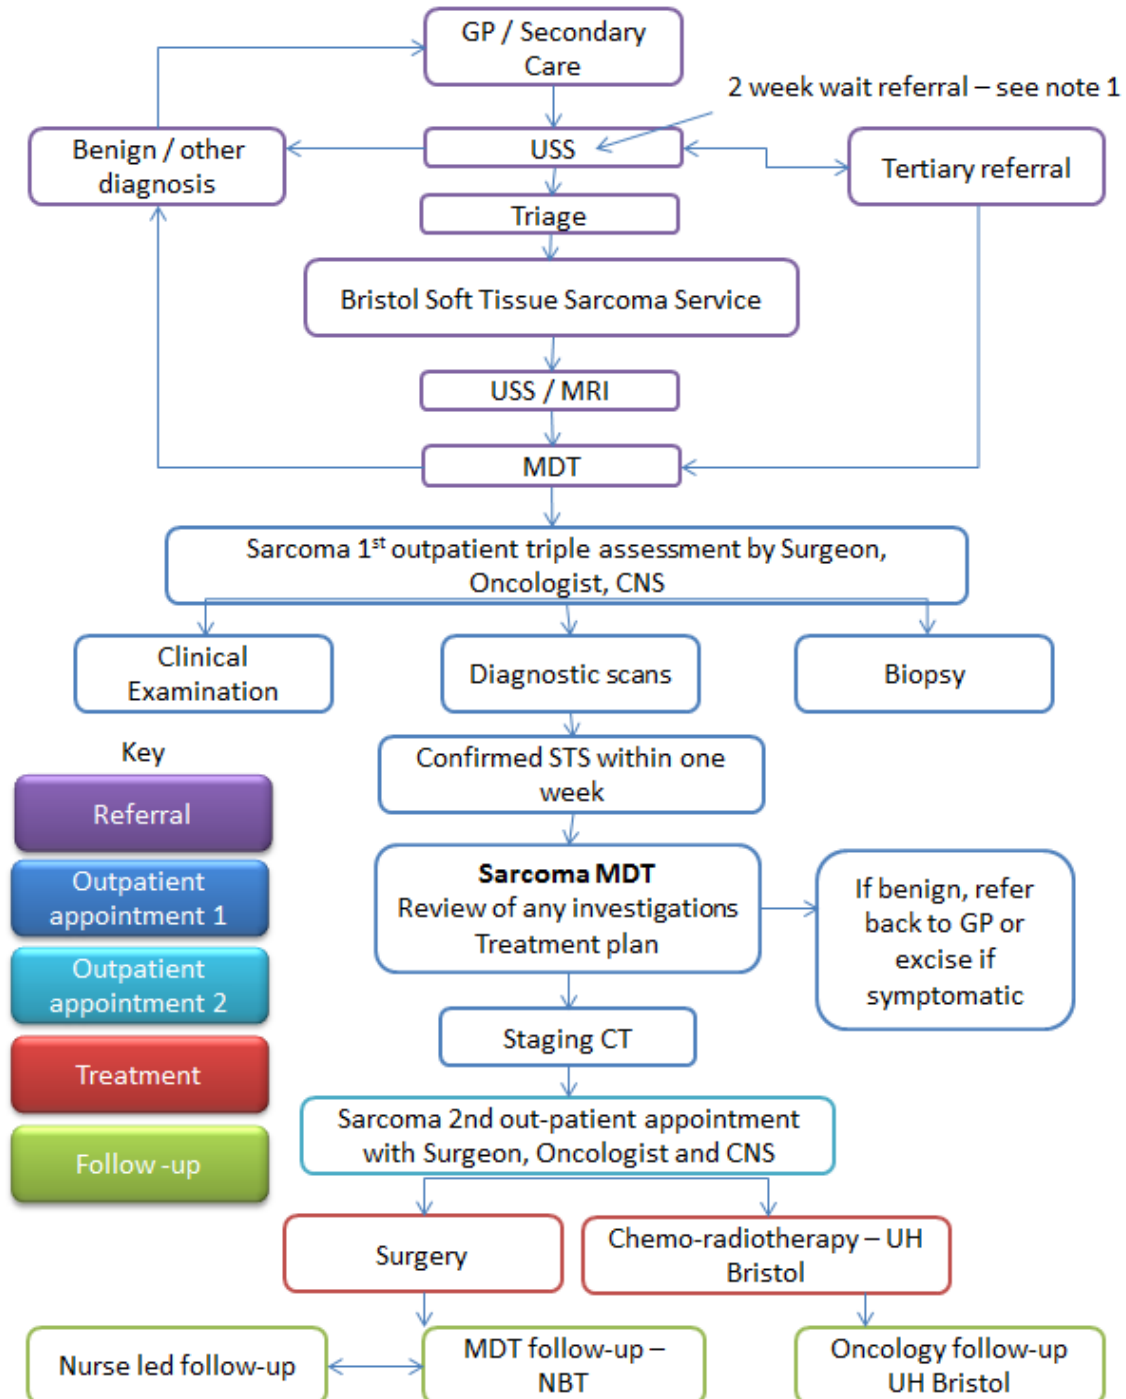 GP / Secondary
Care
2 week wait referral – see note 1
Benign / other
diagnosis
USS
Tertiary referral
Triage
Bristol Soft Tissue Sarcoma Service
USS / MRI
MDT
Sarcoma 1st outpatient triple assessment by Surgeon,
Oncologist, CNS
Clinical
Examination
Diagnostic scans
Biopsy
Key
Referral
Outpatient
appointment 1
Outpatient
appointment 2
Treatment
Follow -up
Confirmed STS within one
week
Sarcoma MDT
Review of any investigations
Treatment plan
If benign, refer
back to GP or
excise if
symptomatic
Staging CT
Sarcoma 2nd out-patient appointment
with Surgeon, Oncologist and CNS
Surgery
Chemo-radiotherapy – UH
Bristol
Nurse led follow-up
MDT follow-up –
NBT
Oncology follow-up
UH Bristol